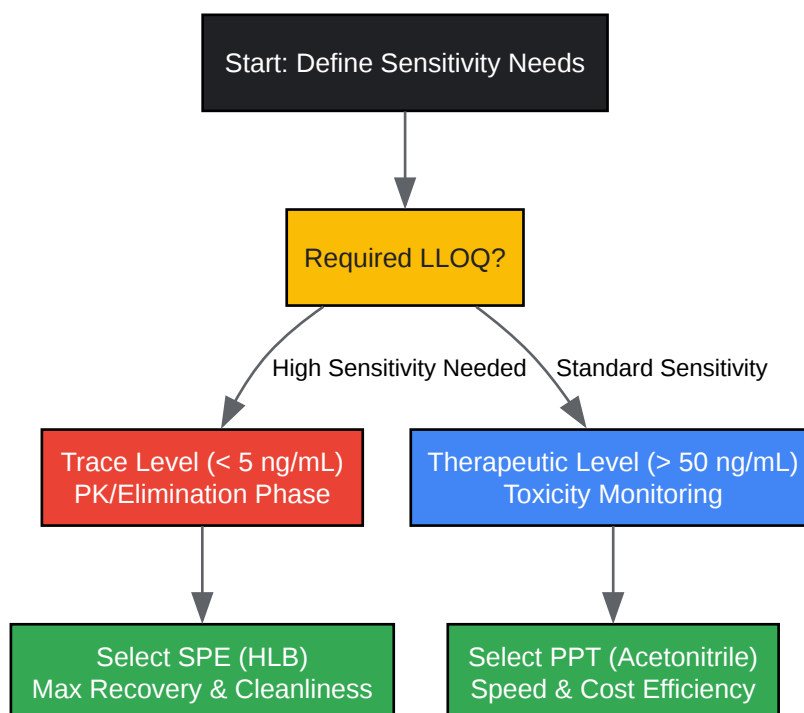 Start: Define Sensitivity Needs
Required LLOQ?
High Sensitivity Needed
Standard Sensitivity
Trace Level (< 5 ng/mL)
PK/Elimination Phase
Therapeutic Level (> 50 ng/mL)
Toxicity Monitoring
Select SPE (HLB)
Max Recovery & Cleanliness
Select PPT (Acetonitrile)
Speed & Cost Efficiency